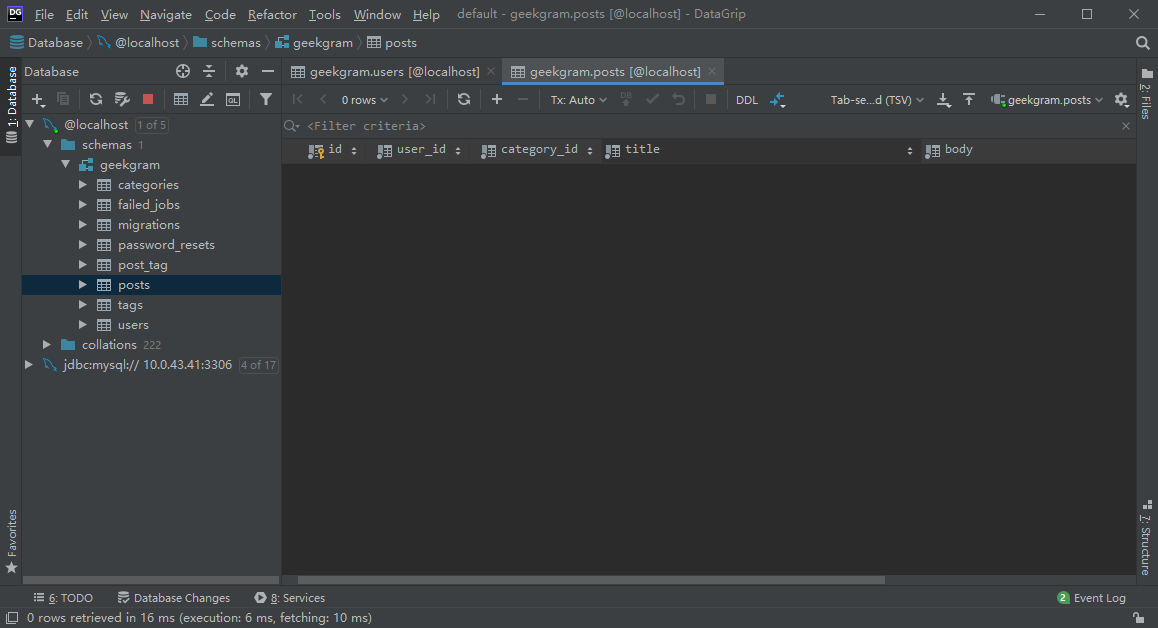 DG File Edit View Navigate Code Refactor Tools Window Help default - geekgram.posts [@localhost] - DataGrip
Database @localhost schemas geekgram posts
1: Database
Database
geekgram.users [@localhost] geekgram.posts [@localhost]
QL
0 rows Tx: Auto DB DDL Tab-se...d (TSV) geekgram.posts
<Filter criteria>
id user_id category_id title body
@localhost 1 of 5
schemas 1
geekgram
categories
failed_jobs
migrations
password_resets
post_tag
posts
tags
users
collations 222
jdbc:mysql:// 10.0.43.41:3306 4 of 17
2: Files
Favorites
7: Structure
6: TODO Database Changes 8: Services 2 Event Log
0 rows retrieved in 16 ms (execution: 6 ms, fetching: 10 ms)